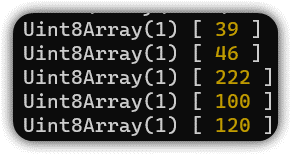 Uint8Array(1) [ 39 ]
Uint8Array(1) [ 46 ]
Uint8Array(1) [ 222 ]
Uint8Array(1) [ 100 ]
Uint8Array(1) [ 120 ]